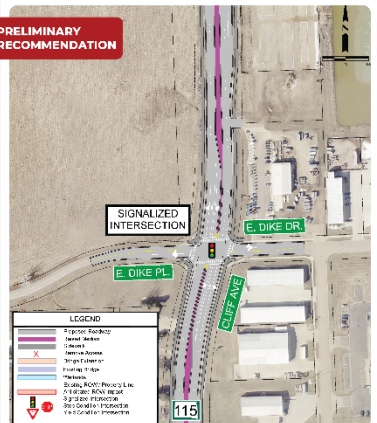 PRELIMINARY
RECOMMENDATION
SIGNALIZED
INTERSECTION
E. DIKE DR.
E. DIKE PL.
CLIFF AVE
LEGEND
Proposed Roadway
Raised Median
Sidewalk
X Remove Access
Bridge Extension
Existing Bridge
Wetlands
Existing ROW / Property Line
Anticipated ROW Impact
Signalized Intersection
Stop Condition Intersection
Yield Condition Intersection
115